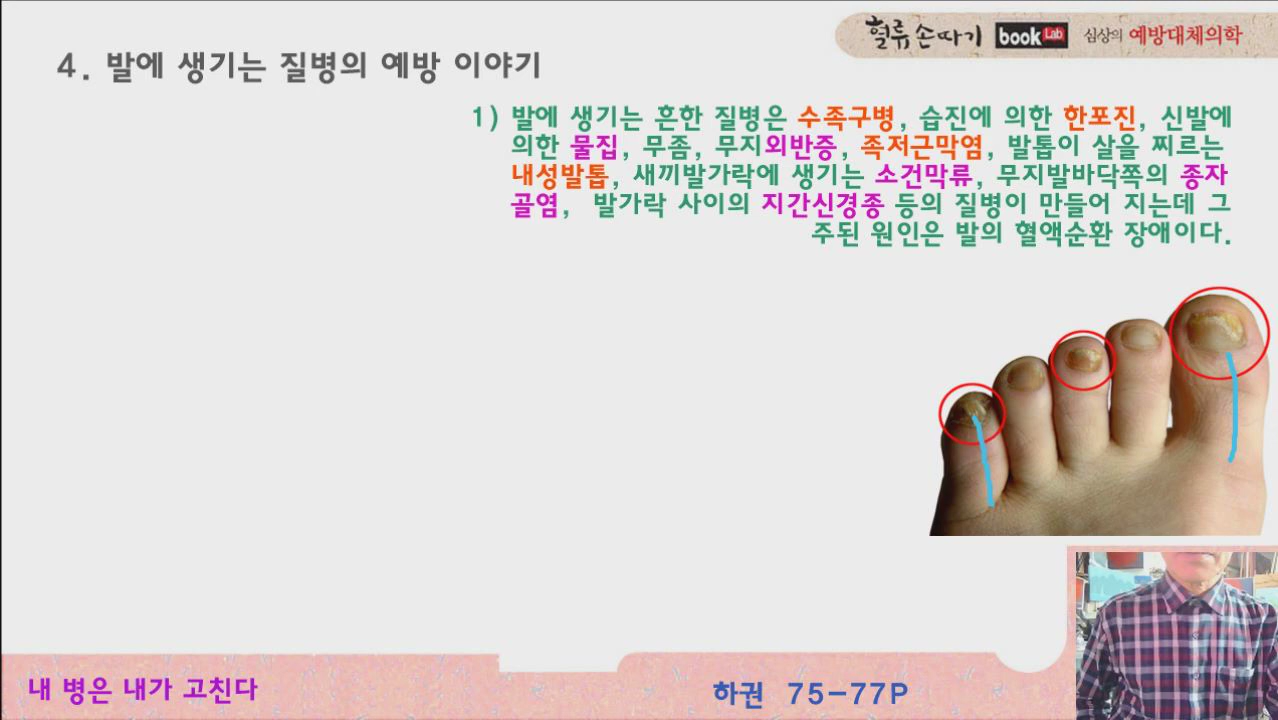 혈류 손따기 book Lab 심상의 예방대체의학
4. 발에 생기는 질병의 예방 이야기
1) 발에 생기는 흔한 질병은 수족구병, 습진에 의한 한포진, 신발에
의한 물집, 무좀, 무지외반증, 족저근막염, 발톱이 살을 찌르는
내성발톱, 새끼발가락에 생기는 소건막류, 무지발바닥쪽의 종자
골염, 발가락 사이의 지간신경종 등의 질병이 만들어 지는데 그
주된 원인은 발의 혈액순환 장애이다.
내 병은 내가 고친다
하권 75-77P